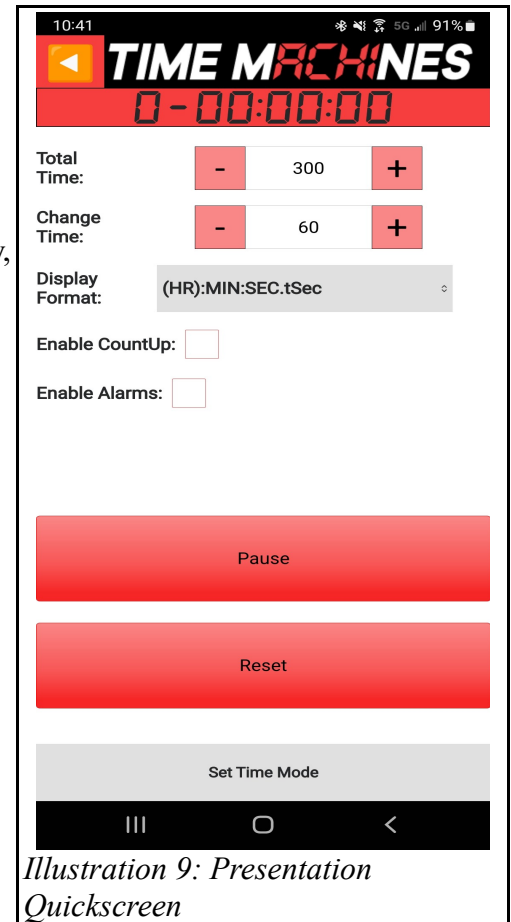 10:41 5G 91%
TIME MACHINES
0-00:00:00
Total
Time:
- 300 +
Change
Time:
- 60 +
y,
Display
Format:
(HR):MIN:SEC.tSec
Enable CountUp:
Enable Alarms:
Pause
Reset
Set Time Mode
Illustration 9: Presentation
Quickscreen